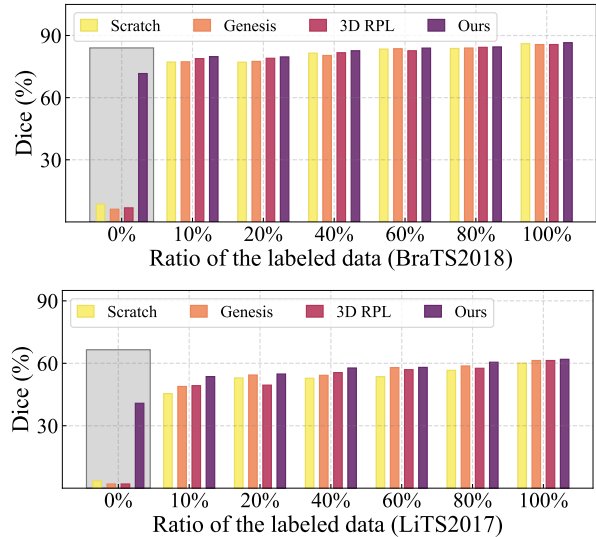 Scratch Genesis 3D RPL Ours
90
60
30
Dice (%)
0% 10% 20% 40% 60% 80% 100%
Ratio of the labeled data (BraTS2018)
Scratch Genesis 3D RPL Ours
90
60
30
Dice (%)
0% 10% 20% 40% 60% 80% 100%
Ratio of the labeled data (LiTS2017)